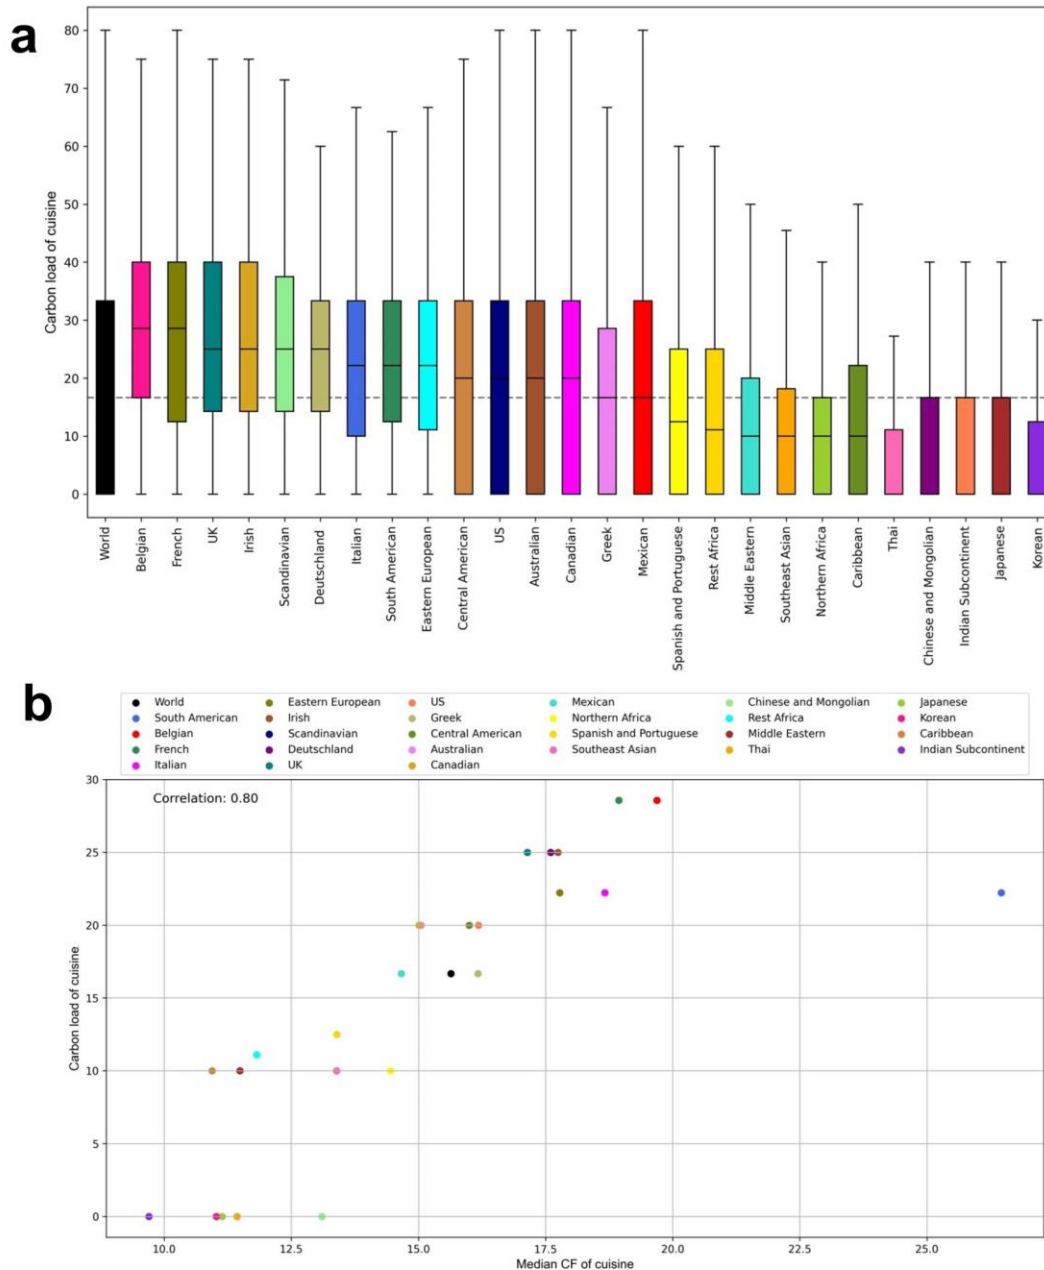 a
Carbon load of cuisine
80
70
60
50
40
30
20
10
0
World
Belgian
French
UK
Irish
Scandinavian
Deutschland
Italian
South American
Eastern European
Central American
US
Australian
Canadian
Greek
Mexican
Spanish and Portuguese
Rest Africa
Middle Eastern
Southeast Asian
Northern Africa
Caribbean
Thai
Chinese and Mongolian
Indian Subcontinent
Japanese
Korean
b
World Eastern European US Mexican Chinese and Mongolian Japanese
South American Irish Greek Northern Africa Rest Africa Korean
Belgian Scandinavian Central American Spanish and Portuguese Middle Eastern Caribbean
French Deutschland Australian Southeast Asian Thai Indian Subcontinent
Italian UK Canadian
Correlation: 0.80
Carbon load of cuisine
30
25
20
15
10
5
0
10.0 12.5 15.0 17.5 20.0 22.5 25.0
Median CF of cuisine